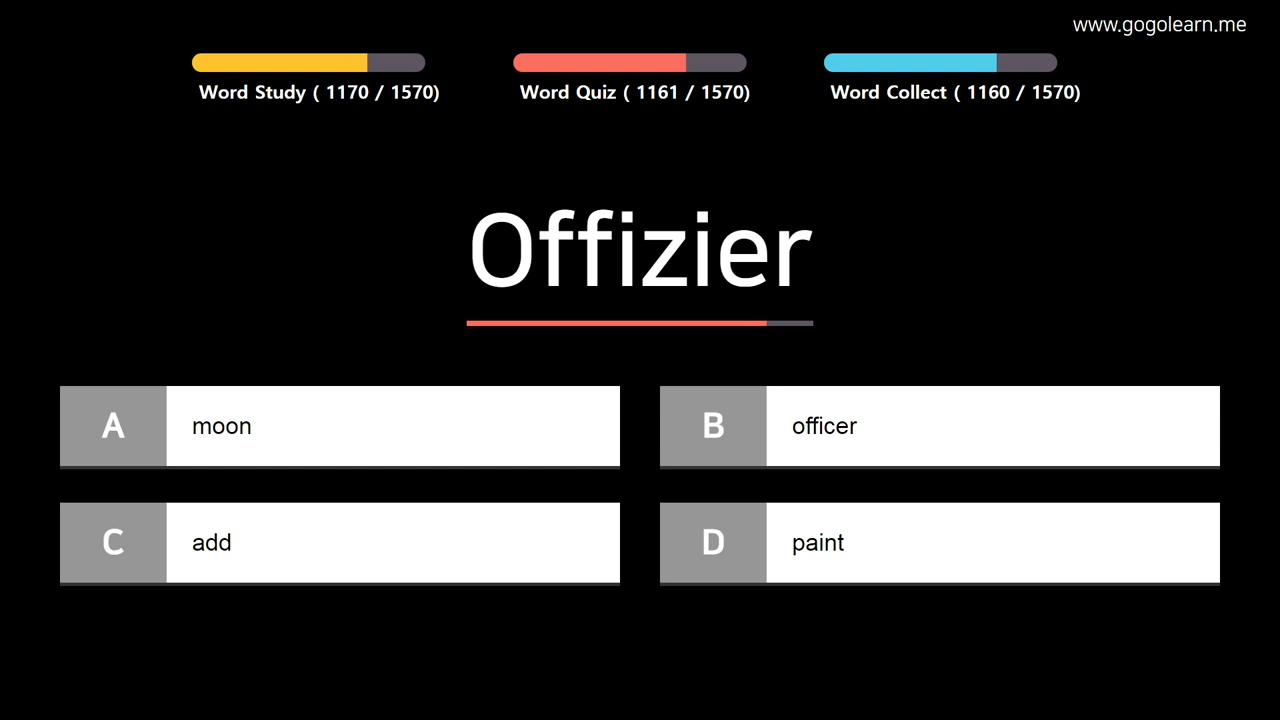 www.gogolearn.me
Word Study ( 1170 / 1570)
Word Quiz ( 1161 / 1570)
Word Collect ( 1160 / 1570)
Offizier
A moon
B officer
C add
D paint